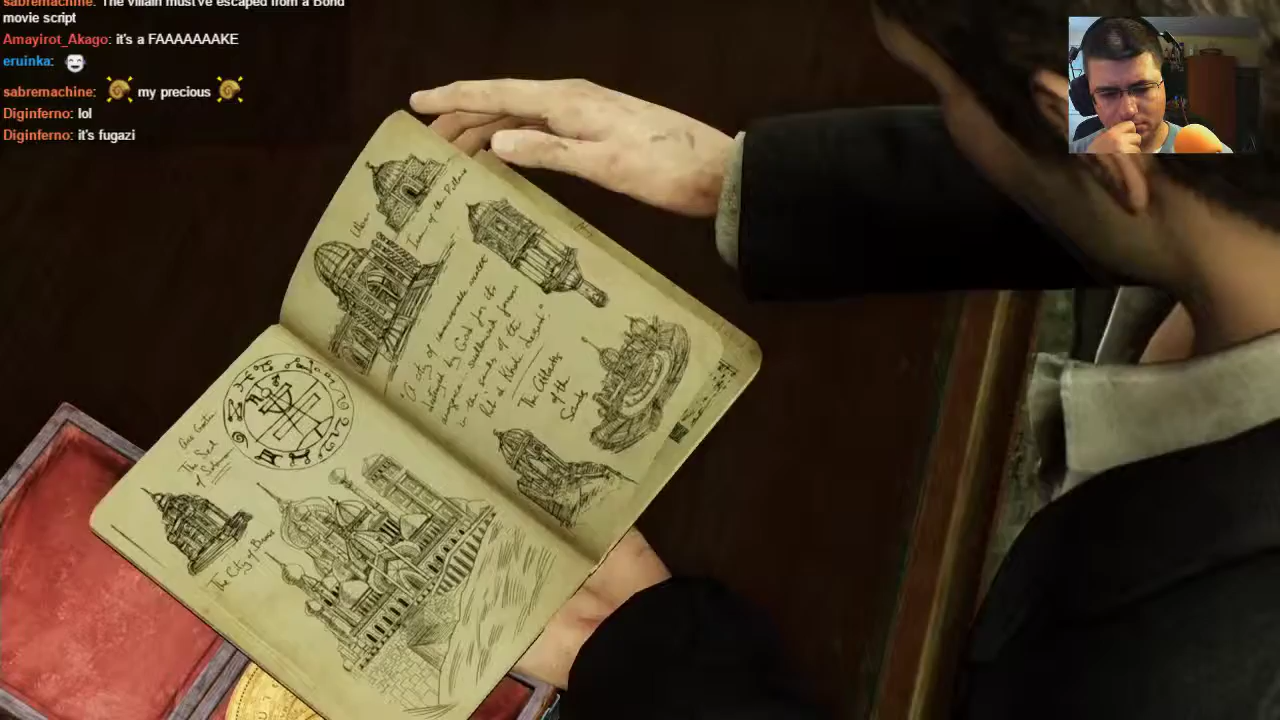 sabremachine: The villain must've escaped from a Bond
movie script
Amayirot_Akago: it's a FAAAAAAKE
eruinka:
sabremachine: my precious
Diginferno: lol
Diginferno: it's fugazi
Ubar
Iram of the Pillars
"A city of immeasurable wealth
destroyed by God for its
arrogance - swallowed forever
in the sands of the
Rub' al Khali desert."
The Atlantis
of the
Sands
The Seal
of Solomon
The City of Brass